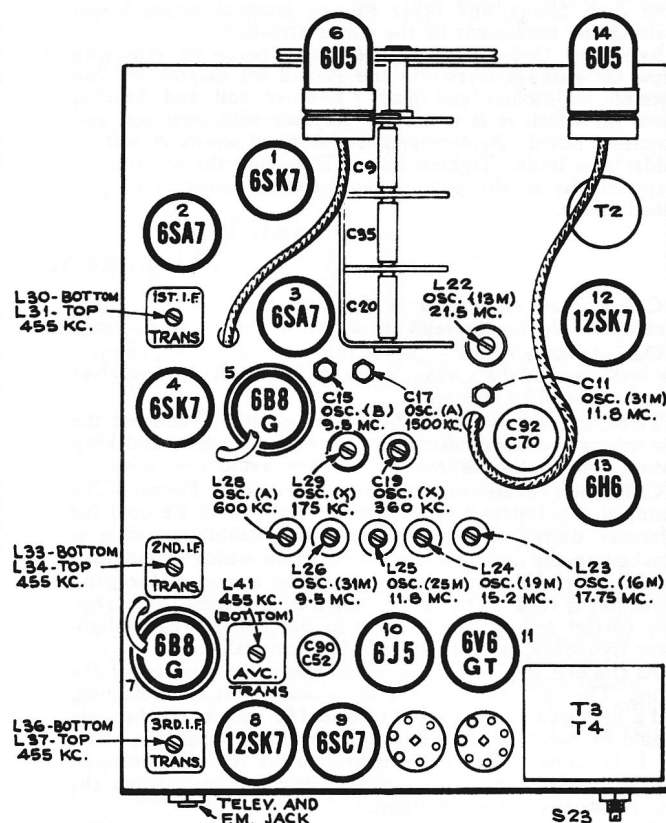 6
6U5
14
6U5
1
6SK7
C9
T2
2
6SA7
C35
L30-BOTTOM
L31-TOP
455 KC.
1ST. I.F.
TRANS
3
6SA7
C20
L22
OSC. (13M)
21.5 MC.
12
12SK7
4
6SK7
5
6B8
G
C15
OSC. (B)
9.5 MC.
C17
OSC. (A)
1500 KC.
C11
OSC. (31M)
11.8 MC.
C92
C70
13
6H6
L28
OSC. (A)
600 KC.
L29
OSC. (X)
175 KC.
C19
OSC. (X)
360 KC.
L33-BOTTOM
L34-TOP
455 KC.
2ND. I.F.
TRANS
L41
455 KC.
(BOTTOM)
L26
OSC. (31M)
9.5 MC.
L25
OSC. (25M)
11.8 MC.
L24
OSC. (19M)
15.2 MC.
L23
OSC. (16M)
17.75 MC.
6B8
G
7
AVC.
TRANS
C90
C52
10
6J5
6V6
GT
11
L36-BOTTOM
L37-TOP
455 KC.
3RD. I.F.
TRANS.
8
12SK7
9
6SC7
T3
T4
TELEV. AND
F.M. JACK
S23